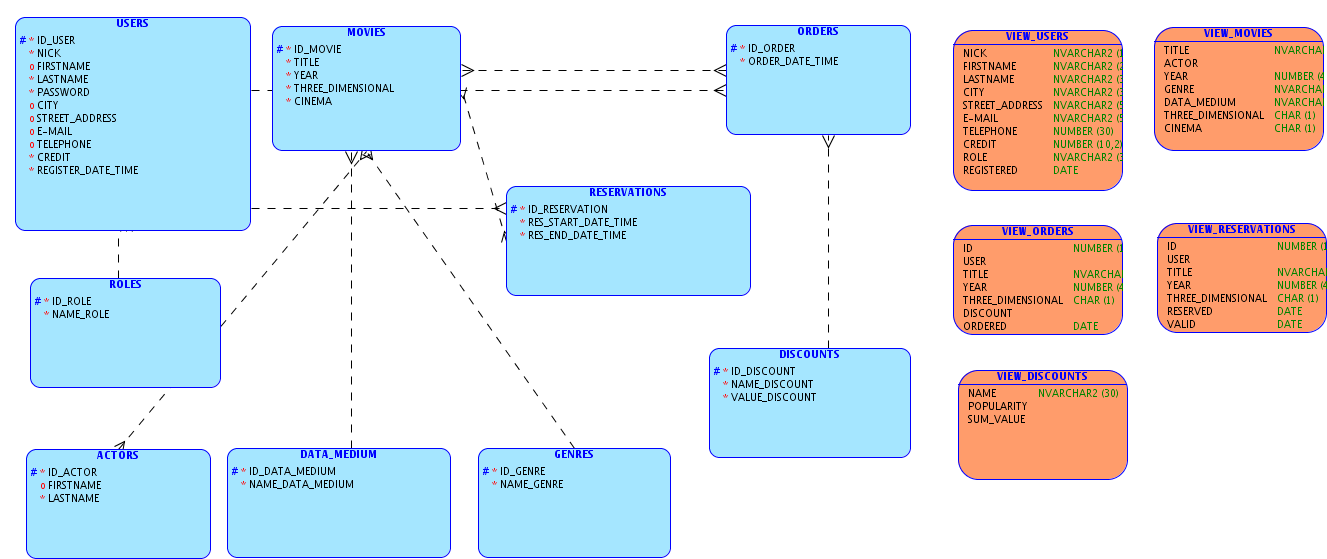 USERS
# * ID_USER
* NICK
o FIRSTNAME
* LASTNAME
* PASSWORD
o CITY
o STREET_ADDRESS
o E-MAIL
o TELEPHONE
* CREDIT
* REGISTER_DATE_TIME
MOVIES
# * ID_MOVIE
* TITLE
* YEAR
* THREE_DIMENSIONAL
* CINEMA
ORDERS
# * ID_ORDER
* ORDER_DATE_TIME
RESERVATIONS
# * ID_RESERVATION
* RES_START_DATE_TIME
* RES_END_DATE_TIME
ROLES
# * ID_ROLE
* NAME_ROLE
DISCOUNTS
# * ID_DISCOUNT
* NAME_DISCOUNT
* VALUE_DISCOUNT
ACTORS
# * ID_ACTOR
o FIRSTNAME
* LASTNAME
DATA_MEDIUM
# * ID_DATA_MEDIUM
* NAME_DATA_MEDIUM
GENRES
# * ID_GENRE
* NAME_GENRE
VIEW_USERS
NICK NVARCHAR2
FIRSTNAME NVARCHAR2
LASTNAME NVARCHAR2
CITY NVARCHAR2
STREET_ADDRESS NVARCHAR2
E-MAIL NVARCHAR2
TELEPHONE NUMBER (30)
CREDIT NUMBER (10,2)
ROLE NVARCHAR2
REGISTERED DATE
VIEW_MOVIES
TITLE NVARCHA
ACTOR
YEAR NUMBER (4
GENRE NVARCHA
DATA_MEDIUM NVARCHA
THREE_DIMENSIONAL CHAR (1)
CINEMA CHAR (1)
VIEW_ORDERS
ID NUMBER
USER
TITLE NVARCHA
YEAR NUMBER (4
THREE_DIMENSIONAL CHAR (1)
DISCOUNT
ORDERED DATE
VIEW_RESERVATIONS
ID NUMBER
USER
TITLE NVARCHA
YEAR NUMBER (4
THREE_DIMENSIONAL CHAR (1)
RESERVED DATE
VALID DATE
VIEW_DISCOUNTS
NAME NVARCHAR2 (30)
POPULARITY
SUM_VALUE